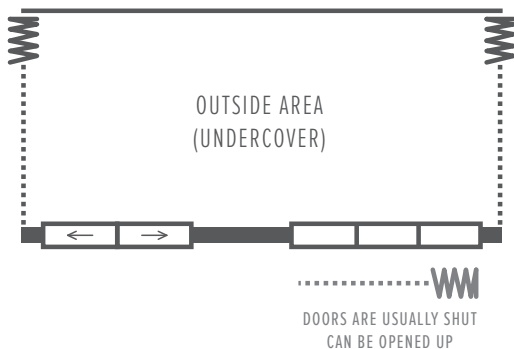 OUTSIDE AREA
(UNDERCOVER)
DOORS ARE USUALLY SHUT
CAN BE OPENED UP